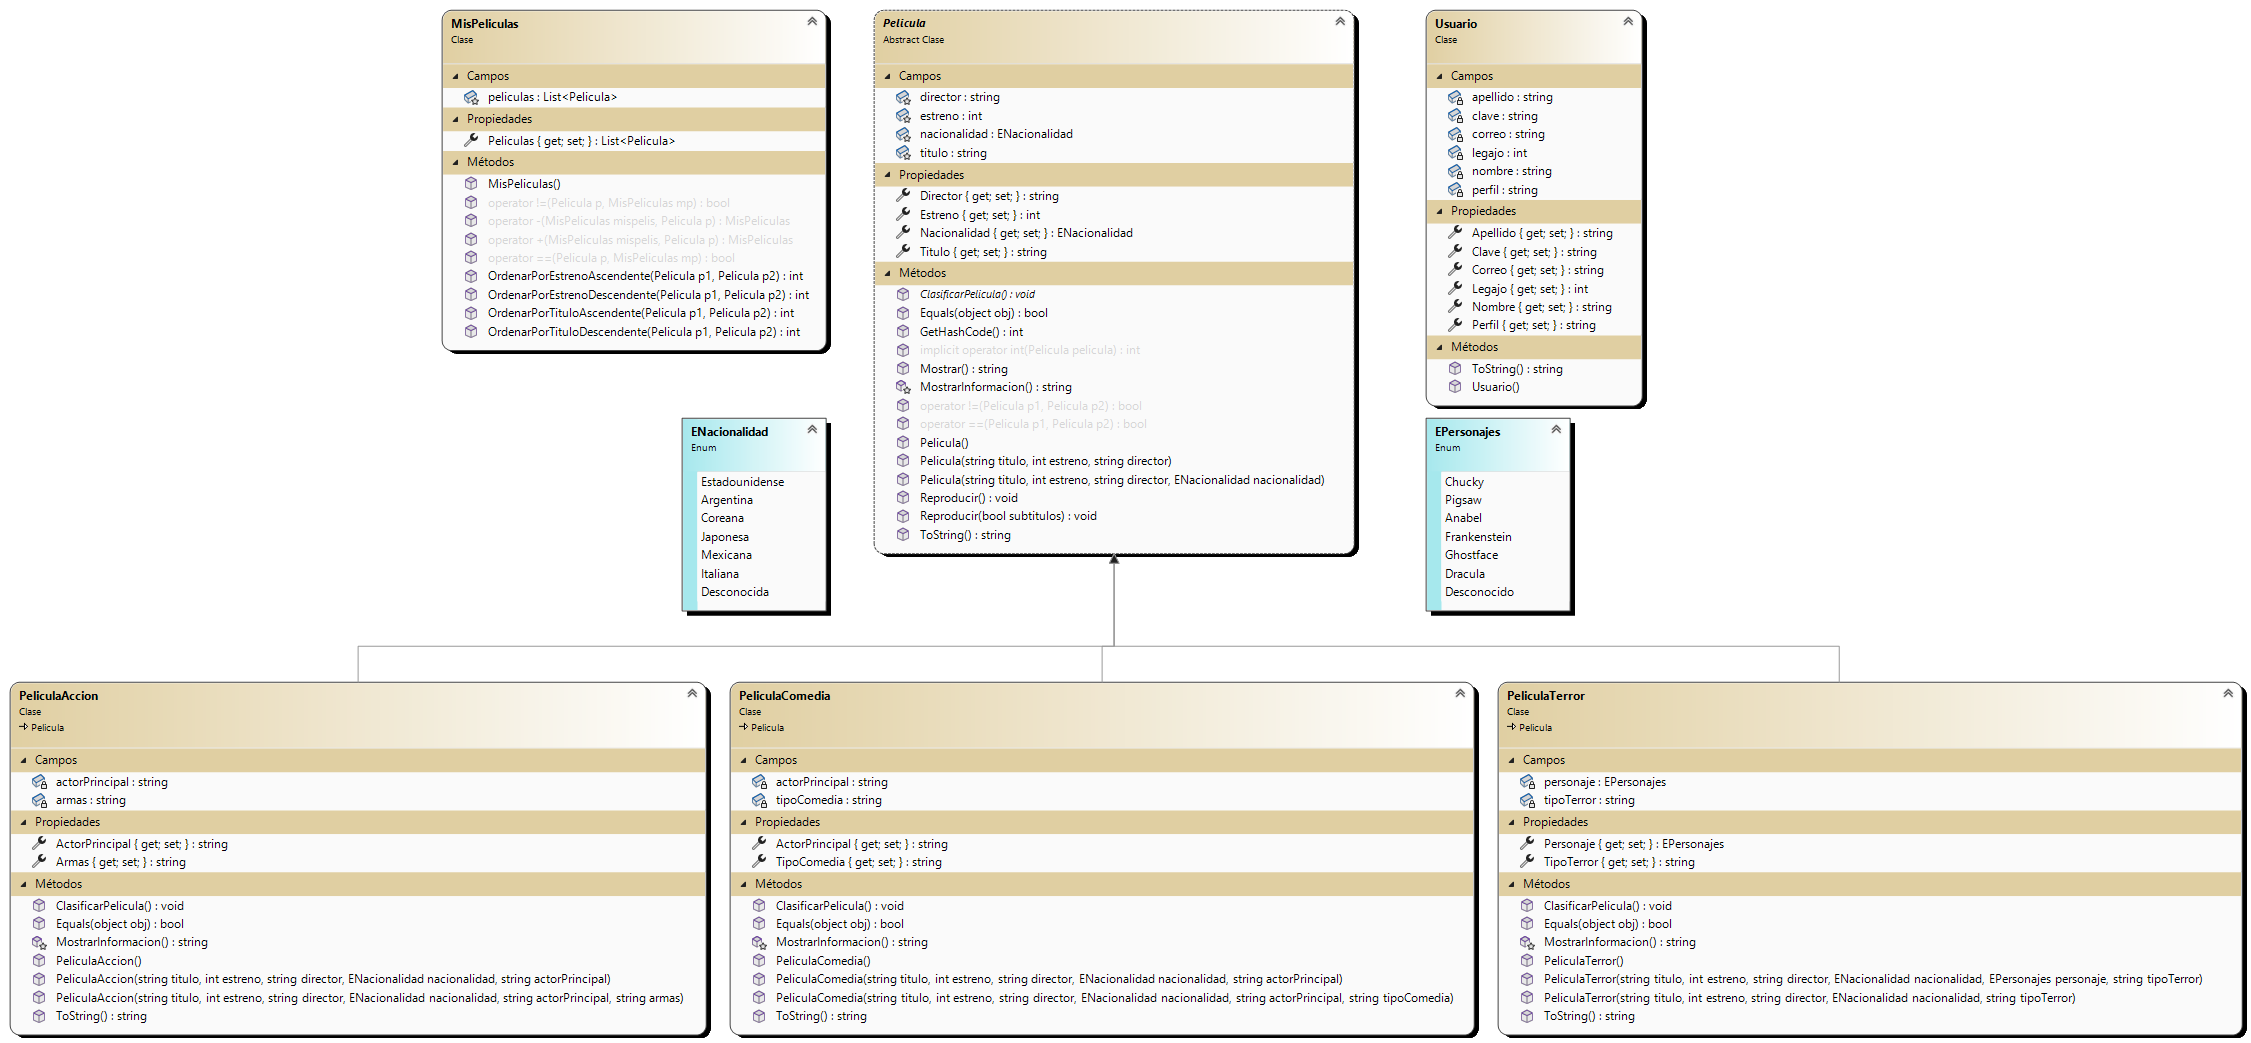 MisPeliculas
Clase
Campos
peliculas : List<Pelicula>
Propiedades
Peliculas { get; set; } : List<Pelicula>
Métodos
MisPeliculas()
operator !=(Pelicula p, MisPeliculas mp) : bool
operator -(MisPeliculas mispelis, Pelicula p) : MisPeliculas
operator +(MisPeliculas mispelis, Pelicula p) : MisPeliculas
operator ==(Pelicula p, MisPeliculas mp) : bool
OrdenarPorEstrenoAscendente(Pelicula p1, Pelicula p2) : int
OrdenarPorEstrenoDescendente(Pelicula p1, Pelicula p2) : int
OrdenarPorTituloAscendente(Pelicula p1, Pelicula p2) : int
OrdenarPorTituloDescendente(Pelicula p1, Pelicula p2) : int
Pelicula
Abstract Clase
Campos
director : string
estreno : int
nacionalidad : ENacionalidad
titulo : string
Propiedades
Director { get; set; } : string
Estreno { get; set; } : int
Nacionalidad { get; set; } : ENacionalidad
Titulo { get; set; } : string
Métodos
ClasificarPelicula() : void
Equals(object obj) : bool
GetHashCode() : int
implicit operator int(Pelicula pelicula) : int
Mostrar() : string
MostrarInformacion() : string
operator !=(Pelicula p1, Pelicula p2) : bool
operator ==(Pelicula p1, Pelicula p2) : bool
Pelicula()
Pelicula(string titulo, int estreno, string director)
Pelicula(string titulo, int estreno, string director, ENacionalidad nacionalidad)
Reproducir() : void
Reproducir(bool subtitulos) : void
ToString() : string
Usuario
Clase
Campos
apellido : string
clave : string
correo : string
legajo : int
nombre : string
perfil : string
Propiedades
Apellido { get; set; } : string
Clave { get; set; } : string
Correo { get; set; } : string
Legajo { get; set; } : int
Nombre { get; set; } : string
Perfil { get; set; } : string
Métodos
ToString() : string
Usuario()
ENacionalidad
Enum
Estadounidense
Argentina
Coreana
Japonesa
Mexicana
Italiana
Desconocida
EPersonajes
Enum
Chucky
Pigsaw
Anabel
Frankenstein
Ghostface
Dracula
Desconocido
PeliculaAccion
Clase
Pelicula
Campos
actorPrincipal : string
armas : string
Propiedades
ActorPrincipal { get; set; } : string
Armas { get; set; } : string
Métodos
ClasificarPelicula() : void
Equals(object obj) : bool
MostrarInformacion() : string
PeliculaAccion()
PeliculaAccion(string titulo, int estreno, string director, ENacionalidad nacionalidad, string actorPrincipal)
PeliculaAccion(string titulo, int estreno, string director, ENacionalidad nacionalidad, string actorPrincipal, string armas)
ToString() : string
PeliculaComedia
Clase
Pelicula
Campos
actorPrincipal : string
tipoComedia : string
Propiedades
ActorPrincipal { get; set; } : string
TipoComedia { get; set; } : string
Métodos
ClasificarPelicula() : void
Equals(object obj) : bool
MostrarInformacion() : string
PeliculaComedia()
PeliculaComedia(string titulo, int estreno, string director, ENacionalidad nacionalidad, string actorPrincipal)
PeliculaComedia(string titulo, int estreno, string director, ENacionalidad nacionalidad, string actorPrincipal, string tipoComedia)
ToString() : string
PeliculaTerror
Clase
Pelicula
Campos
personaje : EPersonajes
tipoTerror : string
Propiedades
Personaje { get; set; } : EPersonajes
TipoTerror { get; set; } : string
Métodos
ClasificarPelicula() : void
Equals(object obj) : bool
MostrarInformacion() : string
PeliculaTerror()
PeliculaTerror(string titulo, int estreno, string director, ENacionalidad nacionalidad, EPersonajes personaje, string tipoTerror)
PeliculaTerror(string titulo, int estreno, string director, ENacionalidad nacionalidad, string tipoTerror)
ToString() : string